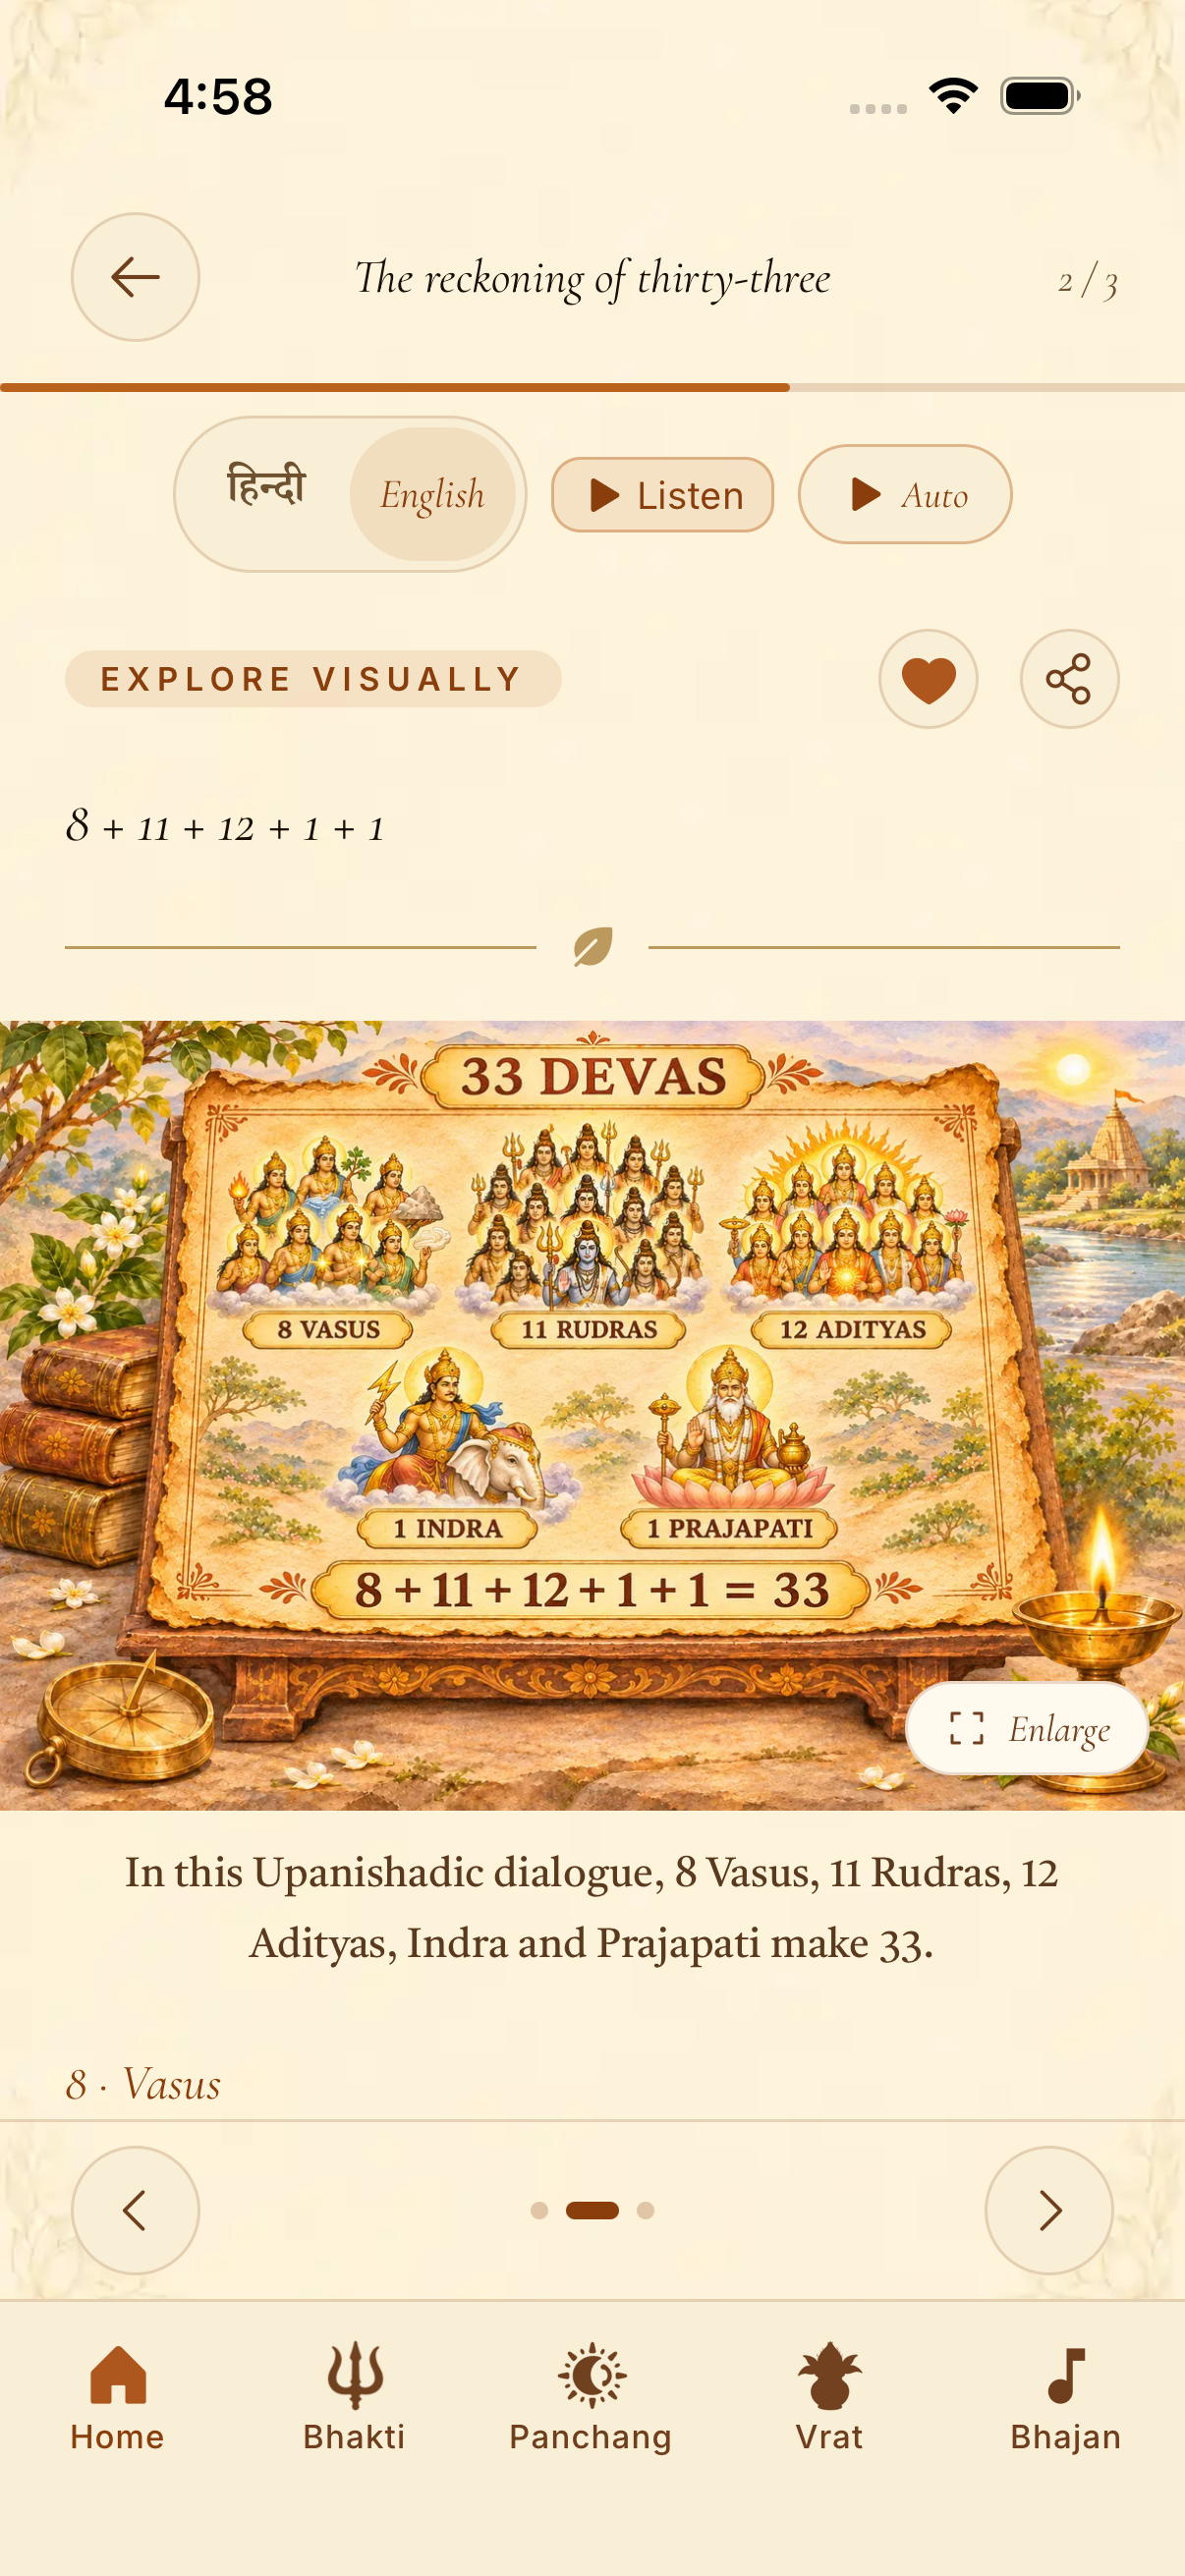 4:58
The reckoning of thirty-three
2 / 3
हिन्दी
English
Listen
Auto
EXPLORE VISUALLY
8 + 11 + 12 + 1 + 1
33 DEVAS
8 VASUS
11 RUDRAS
12 ADITYAS
1 INDRA
1 PRAJAPATI
8 + 11 + 12 + 1 + 1 = 33
Enlarge
In this Upanishadic dialogue, 8 Vasus, 11 Rudras, 12
Adityas, Indra and Prajapati make 33.
8 · Vasus
Home
Bhakti
Panchang
Vrat
Bhajan